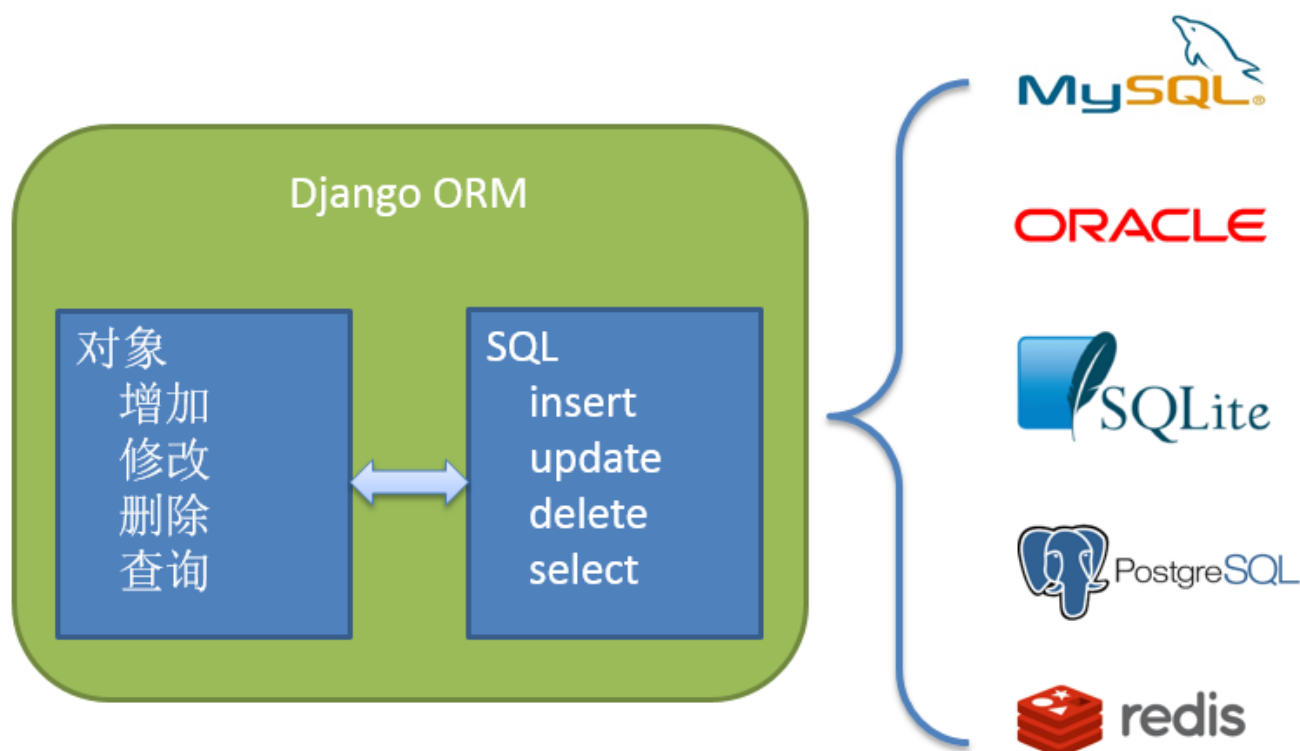 Django ORM
对象
增加
修改
删除
查询
SQL
insert
update
delete
select
MySQL®
ORACLE
SQLite
PostgreSQL
redis